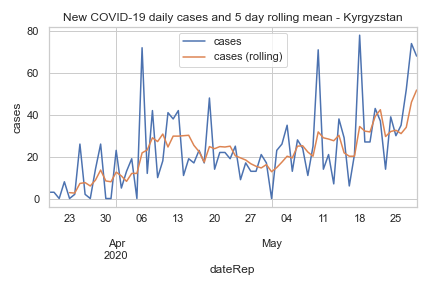 New COVID-19 daily cases and 5 day rolling mean - Kyrgyzstan
cases
cases (rolling)
80
60
40
20
0
cases
23
30
06
13
20
27
04
11
18
25
Apr
2020
May
dateRep